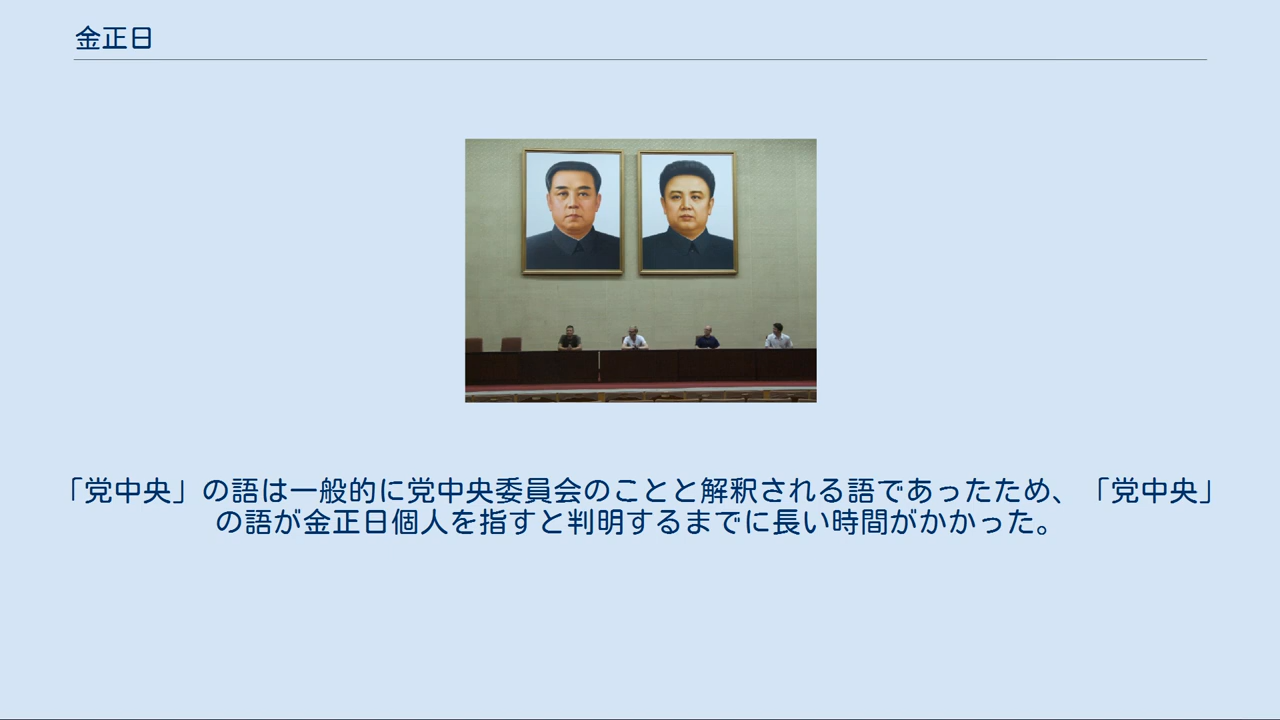 金正日
「党中央」の語は一般的に党中央委員会のことと解釈される語であったため、「党中央」
の語が金正日個人を指すと判明するまでに長い時間がかかった。